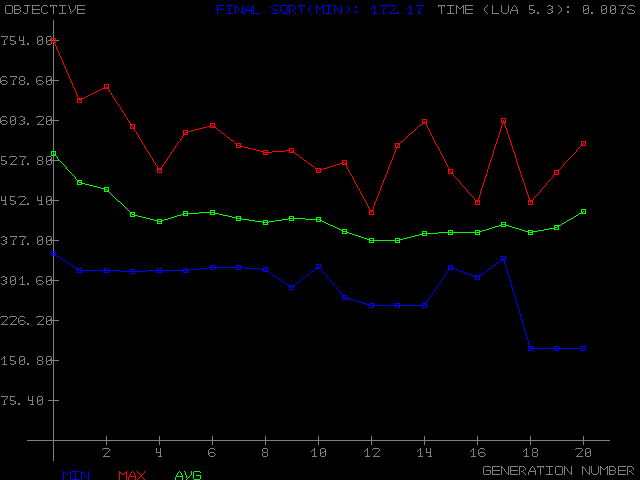 OBJECTIVE FINAL SQRT(MIN): 172.17 TIME (LUA 5.3): 0.007S
754.00
678.60
603.20
527.80
452.40
377.00
301.60
226.20
150.80
75.40
2 4 6 8 10 12 14 16 18 20
GENERATION NUMBER
MIN MAX AVG